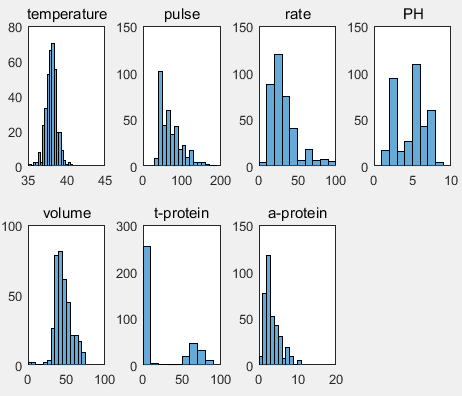 temperature pulse rate PH
80 150 150 150
60
100 100 100
40
50 50 50
20
0 0 0 0
35 40 45 0 100 200 0 50 100 0 5 10
volume t-protein a-protein
100 300 150
200 100
50
100 50
0 0 0
0 50 100 0 50 100 0 10 20